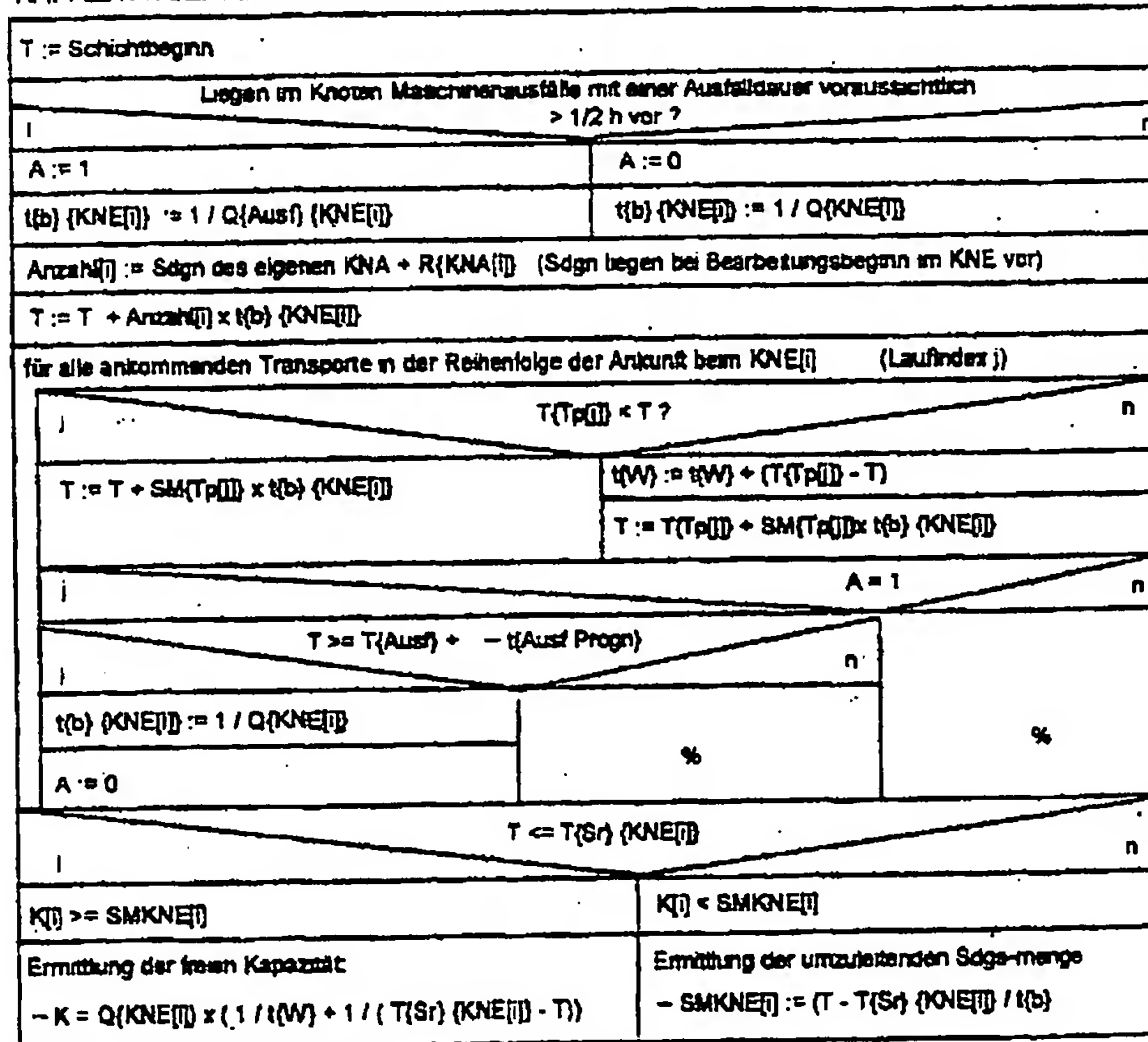 T := Schichtbeginn
Liegen im Knoten Maschinenausfälle mit einer Ausfalldauer voraussichtlich
> 1/2 h vor ?
j
n
A := 1
A := 0
t{b} {KNE[i]} := 1 / Q{Ausf} {KNE[i]}
t{b} {KNE[i]} := 1 / Q{KNE[i]}
Anzahl[i] := Sdgn des eigenen KNA + R{KNA[i]} (Sdgn liegen bei Bearbeitungsbeginn im KNE vor)
T := T + Anzahl[i] x t{b} {KNE[i]}
für alle ankommenden Transporte in der Reihenfolge der Ankunft beim KNE[i] (Laufindex j)
T{Tp[j]} < T ?
j
n
T := T + SM{Tp[j]} x t{b} {KNE[i]}
t{W} := t{W} + (T{Tp[j]} - T)
T := T{Tp[j]} + SM{Tp[j]}x t{b} {KNE[i]}
A = 1
j
n
T >= T{Ausf} + – t{Ausf Progn}
j
n
t{b} {KNE[i]} := 1 / Q{KNE[i]}
%
%
A := 0
T <= T{Sr} {KNE[i]}
j
n
K[i] >= SMKNE[i]
K[i] < SMKNE[i]
Ermittlung der freien Kapazität:
Ermittlung der umzuleitenden Sdgs-menge
– K = Q{KNE[i]} x ( 1 / t{W} + 1 / ( T{Sr} {KNE[i]} - T))
– SMKNE[i] := (T - T{Sr} {KNE[i]} / t{b}